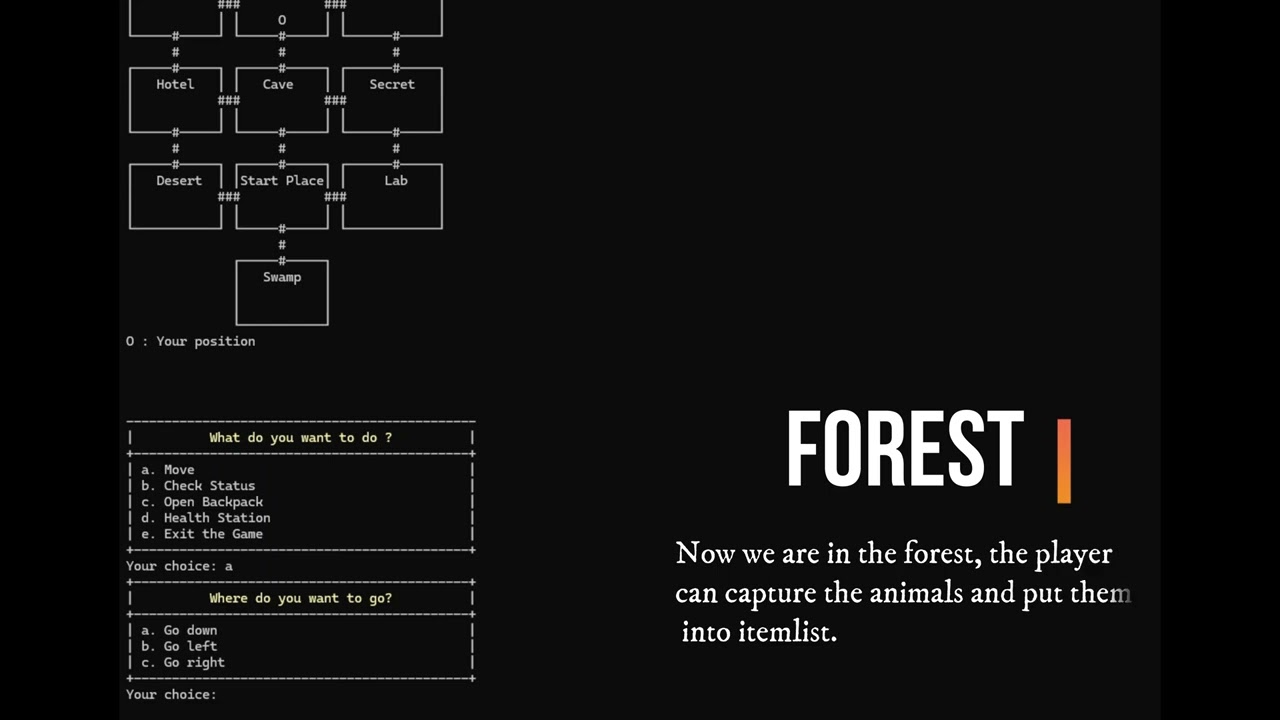 ###   ###
O
#   #   #
#   #   #
#   #   #
Hotel   Cave   Secret
###   ###
#   #   #
#   #   #
#   #   #
Desert   Start Place   Lab
###   ###
#
#
#
Swamp
O : Your position
What do you want to do ?
a. Move
b. Check Status
c. Open Backpack
d. Health Station
e. Exit the Game
Your choice: a
Where do you want to go?
a. Go down
b. Go left
c. Go right
Your choice:
FOREST
Now we are in the forest, the player
can capture the animals and put them
into itemlist.